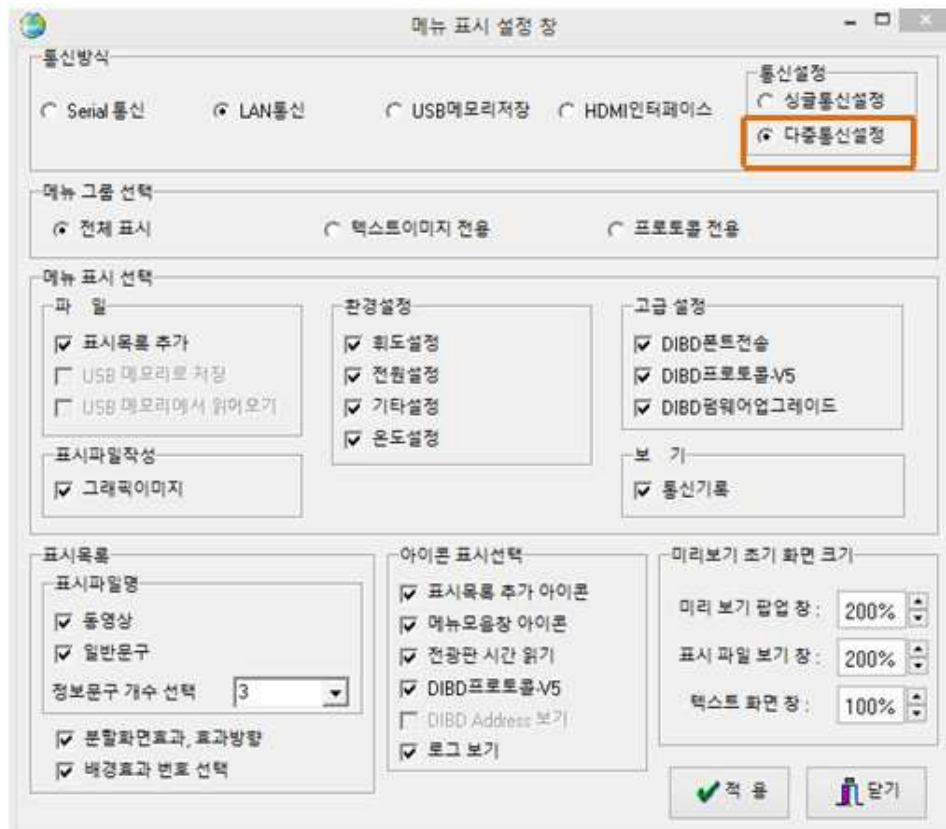 메뉴 표시 설정 창
통신방식
Serial 통신
LAN통신
USB메모리저장
HDMI인터페이스
통신설정
싱글통신설정
다중통신설정
메뉴 그룹 선택
전체 표시
텍스트이미지 전용
프로토콜 전용
메뉴 표시 선택
파 일
표시목록 추가
USB 메모리로 저장
USB 메모리에서 읽어오기
표시파일작성
그래픽이미지
환경설정
휘도설정
전원설정
기타설정
온도설정
고급 설정
DIBD폰트전송
DIBD프로토콜-V5
DIBD펌웨어업그레이드
보 기
통신기록
표시목록
표시파일명
동영상
일반문구
정보문구 개수 선택 3
분할화면효과, 효과방향
배경효과 번호 선택
아이콘 표시선택
표시목록 추가 아이콘
메뉴모음창 아이콘
전광판 시간 읽기
DIBD프로토콜-V5
DIBD Address 보기
로그 보기
미리보기 초기 화면 크기
미리 보기 팝업 창 : 200%
표시 파일 보기 창 : 200%
텍스트 화면 창 : 100%
적 용
닫기